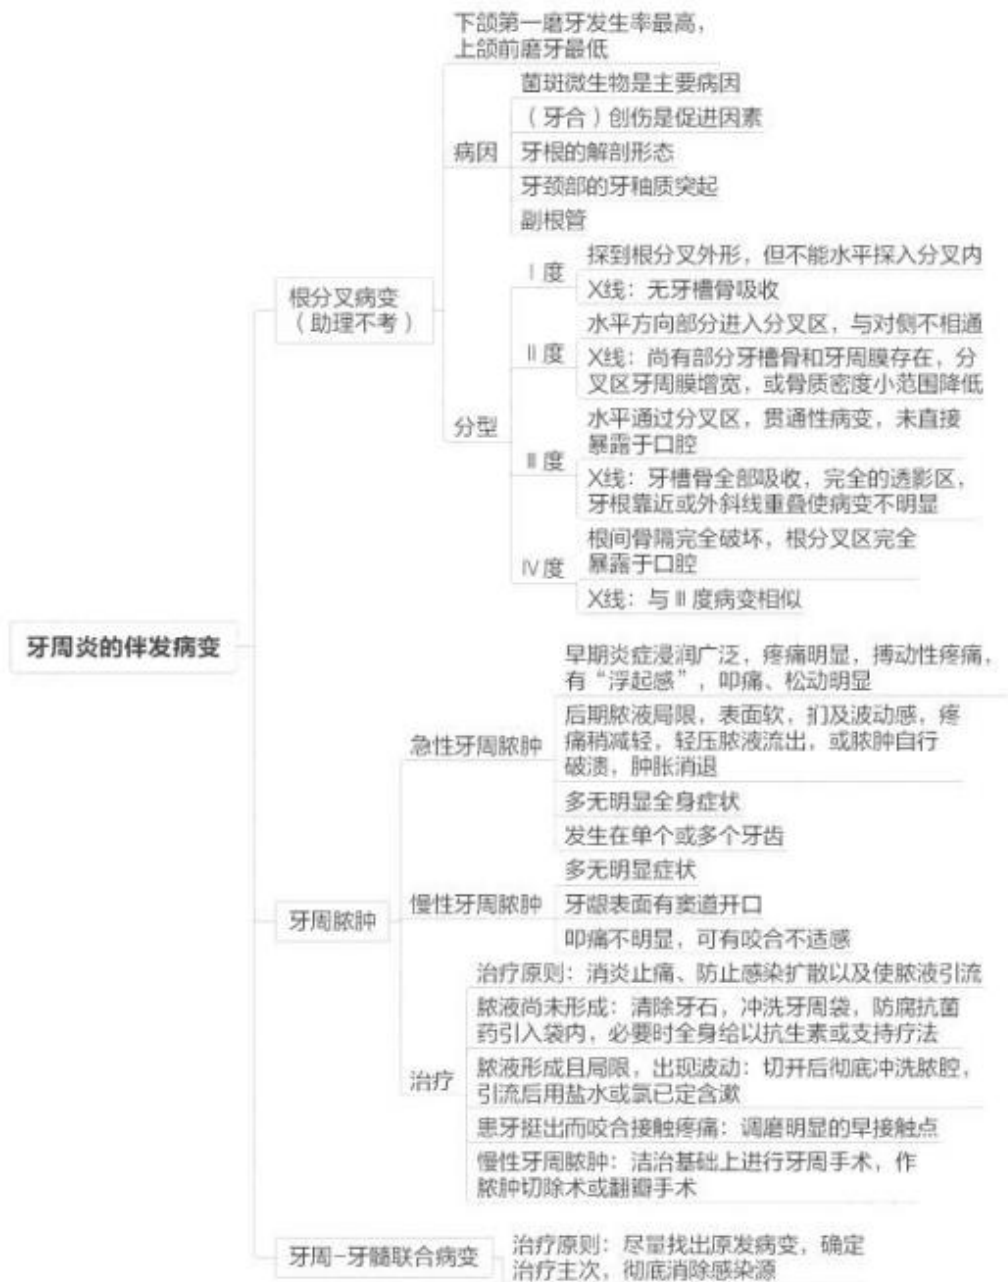 下颌第一磨牙发生率最高，
上颌前磨牙最低
菌斑微生物是主要病因
（牙合）创伤是促进因素
病因
牙根的解剖形态
牙颈部的牙釉质突起
副根管
根分叉病变
（助理不考）
探到根分叉外形，但不能水平探入分叉内
Ⅰ度
X线：无牙槽骨吸收
水平方向部分进入分叉区，与对侧不相通
Ⅱ度
X线：尚有部分牙槽骨和牙周膜存在，分
叉区牙周膜增宽，或骨质密度小范围降低
分型
水平通过分叉区，贯通性病变，未直接
暴露于口腔
Ⅲ度
X线：牙槽骨全部吸收，完全的透影区，
牙根靠近或外斜线重叠使病变不明显
根间骨隔完全破坏，根分叉区完全
暴露于口腔
Ⅳ度
X线：与Ⅲ度病变相似
牙周炎的伴发病变
早期炎症浸润广泛，疼痛明显，搏动性疼痛，
有“浮起感”，叩痛、松动明显
急性牙周脓肿
后期脓液局限，表面软，扪及波动感，疼
痛稍减轻，轻压脓液流出，或脓肿自行
破溃，肿胀消退
多无明显全身症状
发生在单个或多个牙齿
牙周脓肿
多无明显症状
慢性牙周脓肿
牙龈表面有窦道开口
叩痛不明显，可有咬合不适感
治疗原则：消炎止痛、防止感染扩散以及使脓液引流
脓液尚未形成：清除牙石，冲洗牙周袋，防腐抗菌
药引入袋内，必要时全身给以抗生素或支持疗法
治疗
脓液形成且局限，出现波动：切开后彻底冲洗脓腔，
引流后用盐水或氯已定含漱
患牙挺出而咬合接触疼痛：调磨明显的早接触点
慢性牙周脓肿：洁治基础上进行牙周手术，作
脓肿切除术或翻瓣手术
牙周-牙髓联合病变
治疗原则：尽量找出原发病变，确定
治疗主次，彻底消除感染源